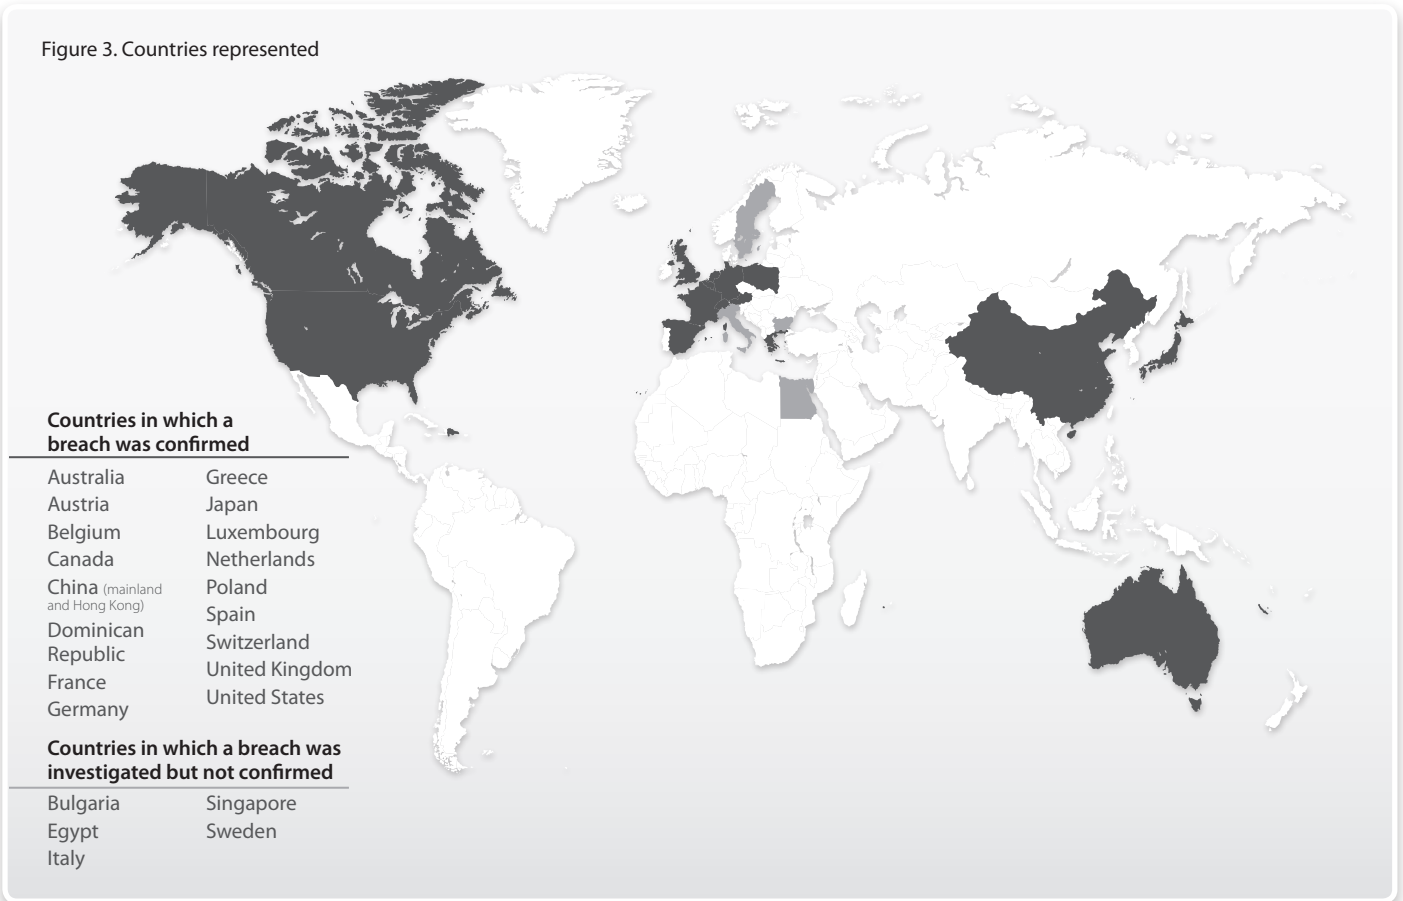 Figure 3. Countries represented
Countries in which a
breach was confirmed
Australia
Austria
Belgium
Canada
China (mainland
and Hong Kong)
Dominican
Republic
France
Germany
Greece
Japan
Luxembourg
Netherlands
Poland
Spain
Switzerland
United Kingdom
United States
Countries in which a breach was
investigated but not confirmed
Bulgaria
Egypt
Italy
Singapore
Sweden